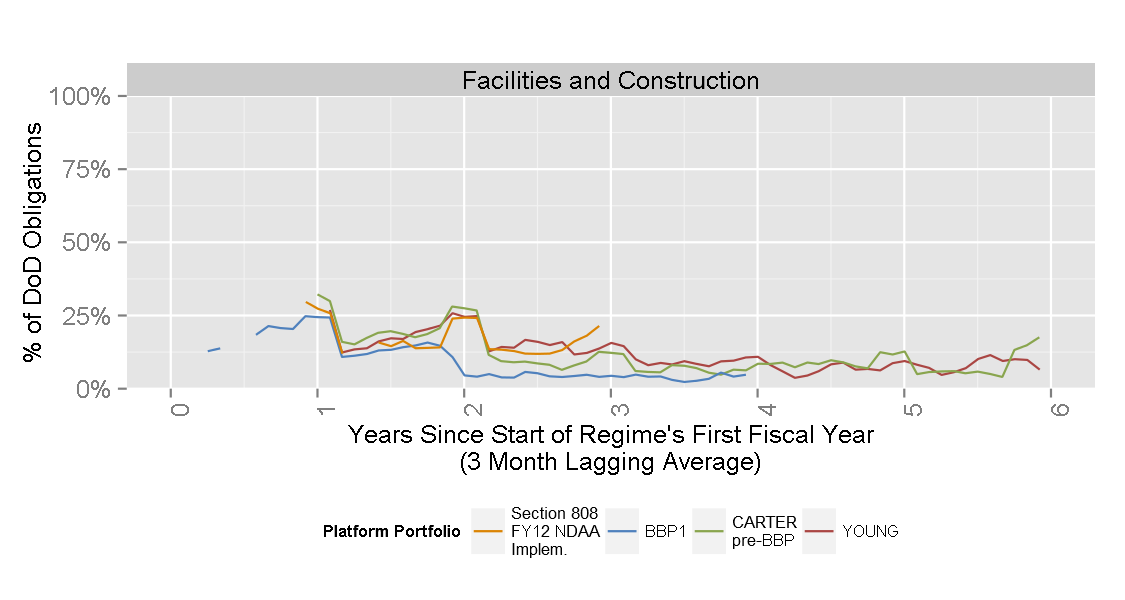 Facilities and Construction
100%
75%
50%
25%
0%
% of DoD Obligations
0
1
2
3
4
5
6
Years Since Start of Regime's First Fiscal Year
(3 Month Lagging Average)
Platform Portfolio
Section 808
FY12 NDAA
Implem.
BBP1
CARTER
pre-BBP
YOUNG